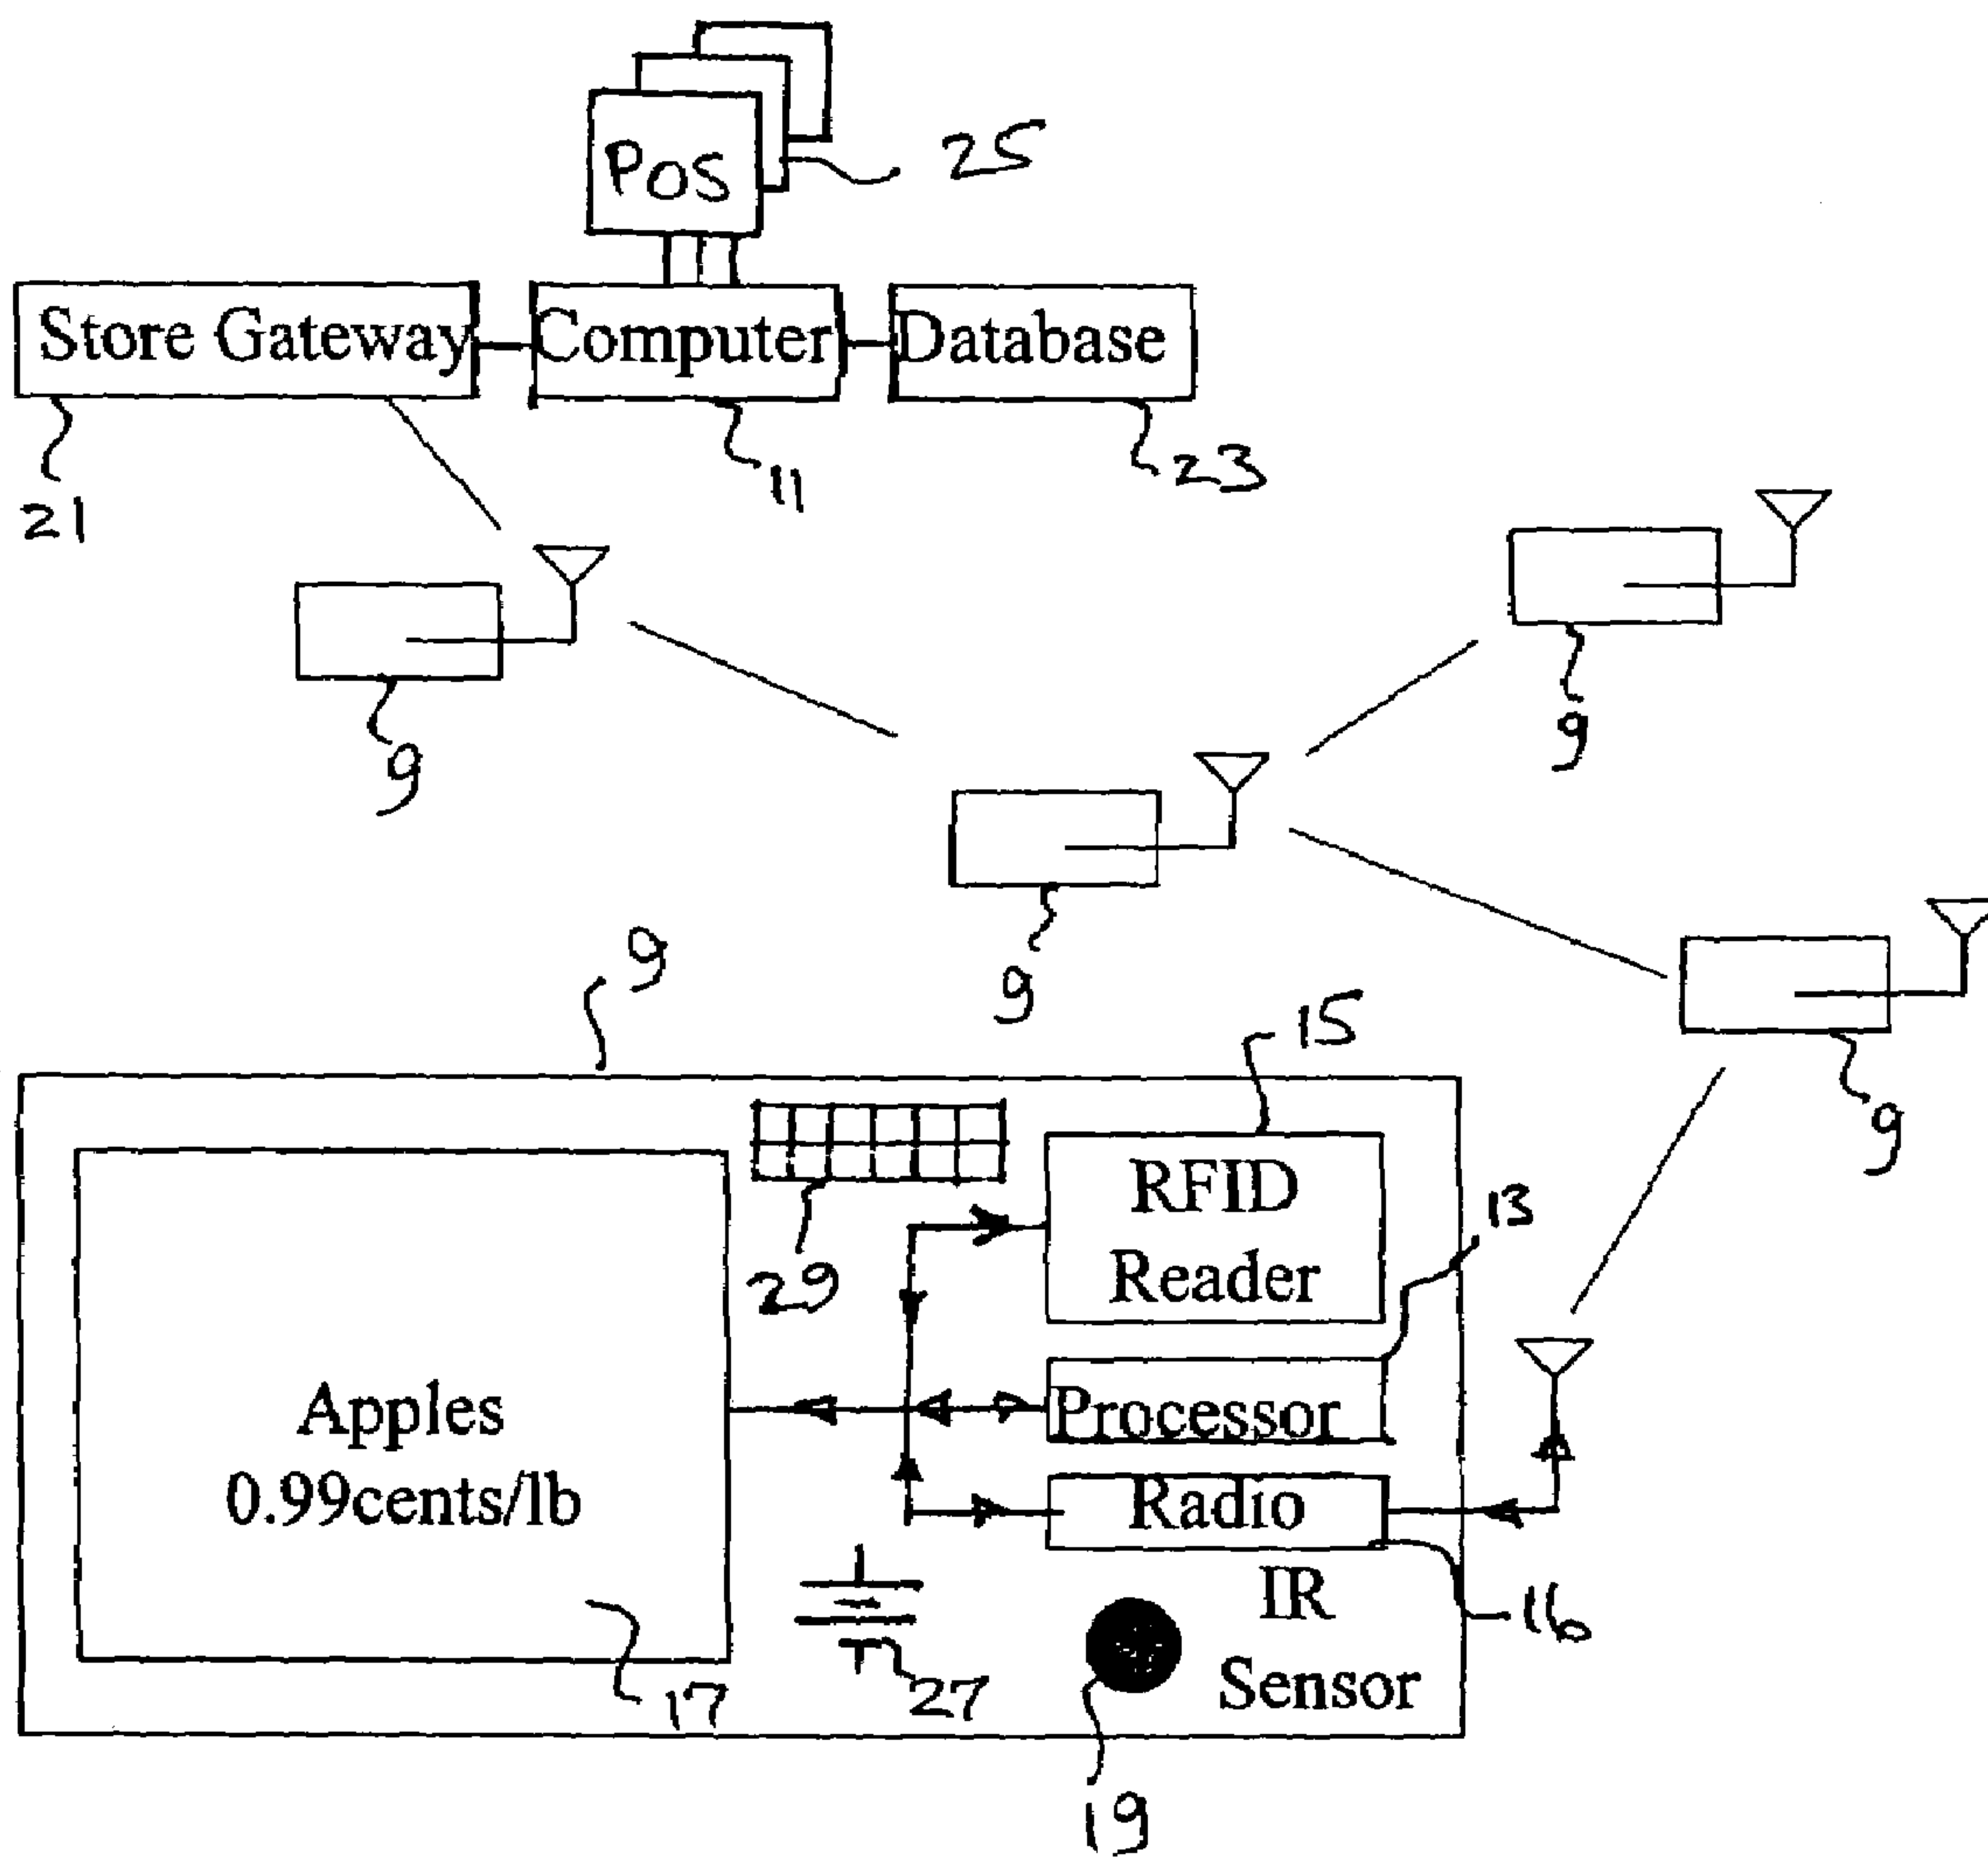 PoS
25
Store Gateway
Computer
Database
21
11
23
9
9
9
9
9
15
RFID
Reader
13
29
Processor
Apples
0.99cents/lb
Radio
IR
Sensor
16
17
27
19